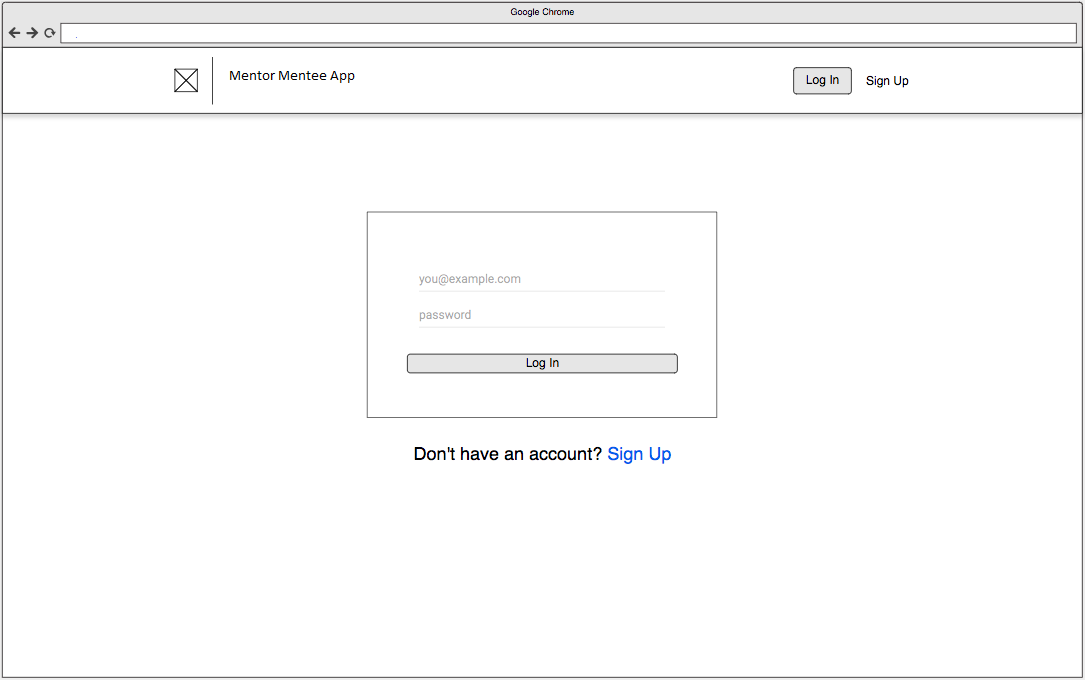 Google Chrome
.
Mentor Mentee App
Log In
Sign Up
you@example.com
password
Log In
Don't have an account? Sign Up